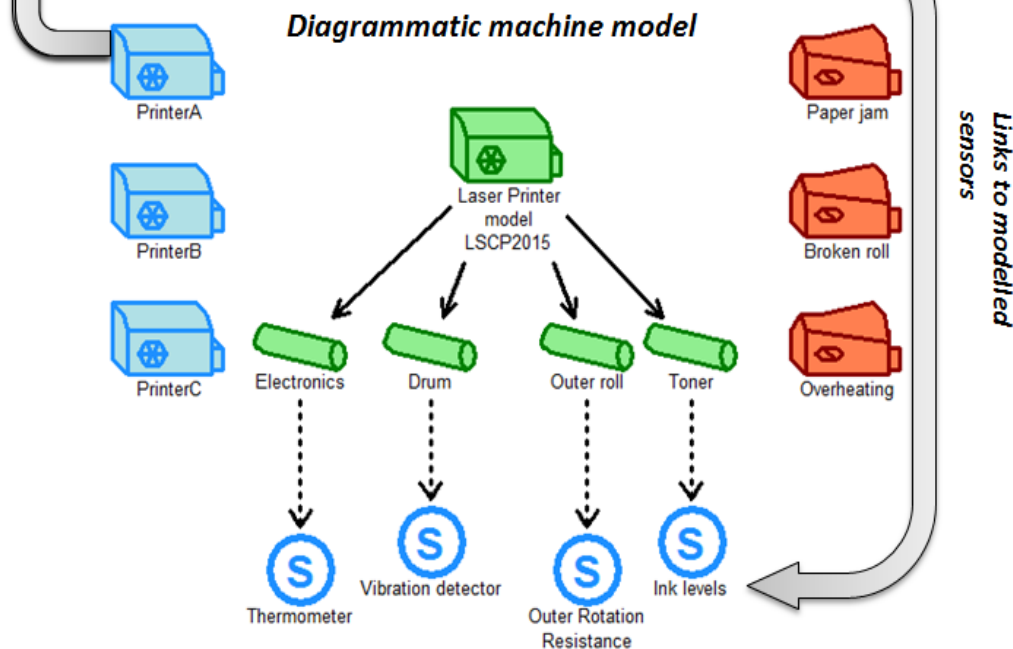 Diagrammatic machine model
PrinterA
Paper jam
Links to modelled
sensors
Laser Printer
model
LSCP2015
PrinterB
Broken roll
PrinterC
Electronics
Drum
Outer roll
Toner
Overheating
S
S
S
S
Thermometer
Vibration detector
Outer Rotation
Resistance
Ink levels